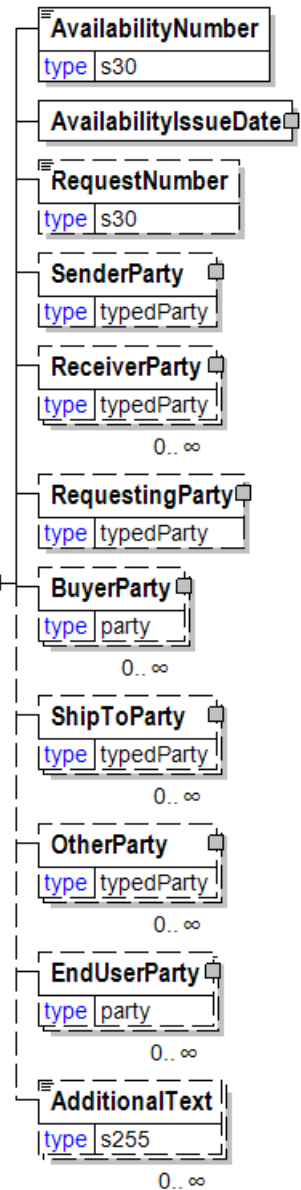 AvailabilityNumber
type s30
AvailabilityIssueDate
RequestNumber
type s30
SenderParty
type typedParty
ReceiverParty
type typedParty
0.. ∞
RequestingParty
type typedParty
BuyerParty
type party
0.. ∞
ShipToParty
type typedParty
0.. ∞
OtherParty
type typedParty
0.. ∞
EndUserParty
type party
0.. ∞
AdditionalText
type s255
0.. ∞